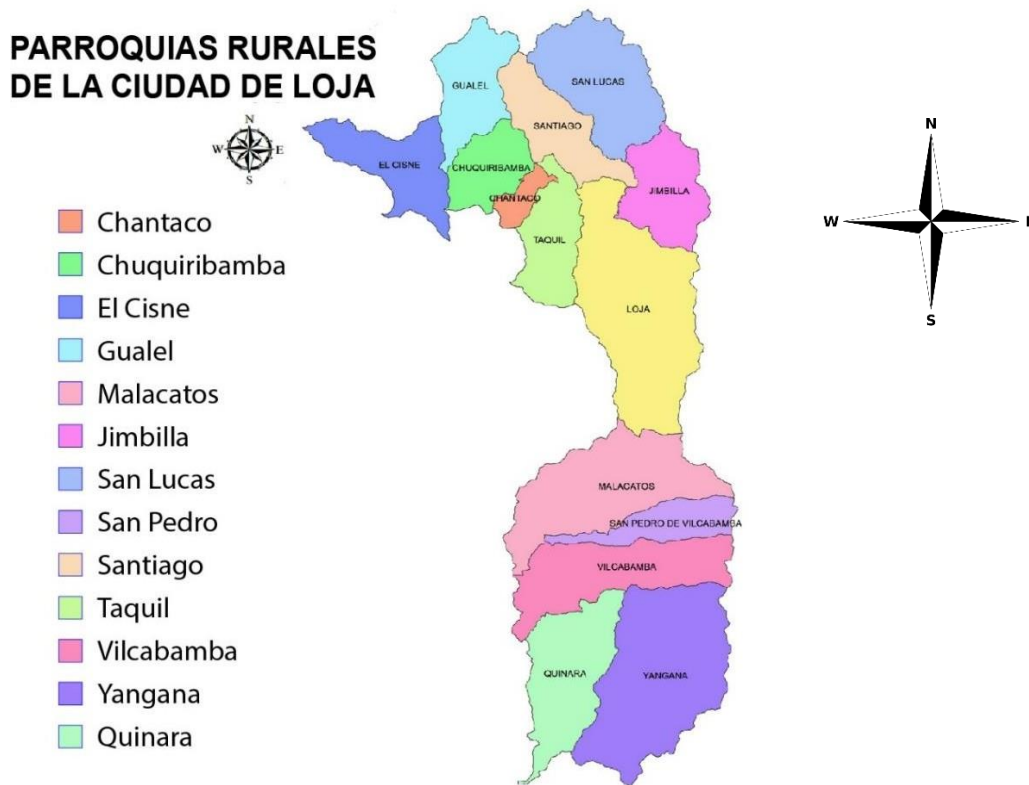 PARROQUIAS RURALES
DE LA CIUDAD DE LOJA
N
W E
S
Chantaco
Chuquiribamba
El Cisne
Gualel
Malacatos
Jimbilla
San Lucas
San Pedro
Santiago
Taquil
Vilcabamba
Yangana
Quinara
GUALEL
SAN LUCAS
SANTIAGO
EL CISNE
CHUQUIRIBAMBA
JIMBILLA
CHANTACO
TAQUIL
LOJA
MALACATOS
SAN PEDRO DE VILCABAMBA
VILCABAMBA
QUINARA
YANGANA
N
W
S